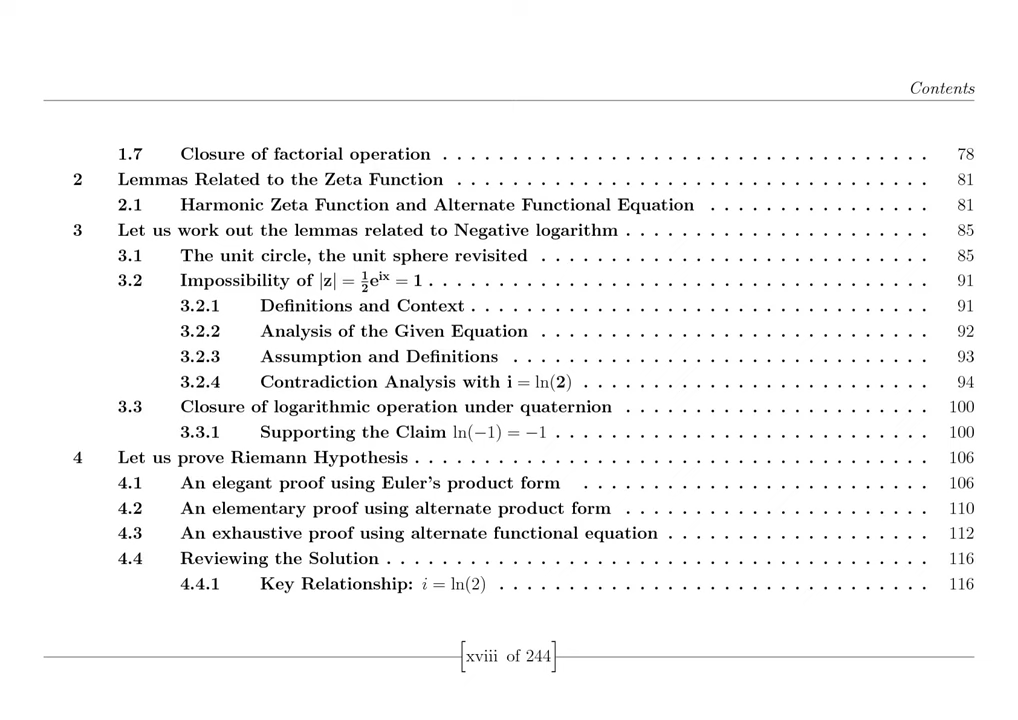 Contents
1.7 Closure of factorial operation . . . . . . . . . . . . . . . . . . . . . . . . . . . . . . . . . . . 78
2 Lemmas Related to the Zeta Function . . . . . . . . . . . . . . . . . . . . . . . . . . . . . . . . . . 81
2.1 Harmonic Zeta Function and Alternate Functional Equation . . . . . . . . . . . . . . . . 81
3 Let us work out the lemmas related to Negative logarithm . . . . . . . . . . . . . . . . . . . . . . 85
3.1 The unit circle, the unit sphere revisited . . . . . . . . . . . . . . . . . . . . . . . . . . . . 85
3.2 Impossibility of |z| = ½e^ix = 1 . . . . . . . . . . . . . . . . . . . . . . . . . . . . . . . . . . . . 91
3.2.1 Definitions and Context . . . . . . . . . . . . . . . . . . . . . . . . . . . . . . . . . 91
3.2.2 Analysis of the Given Equation . . . . . . . . . . . . . . . . . . . . . . . . . . . . 92
3.2.3 Assumption and Definitions . . . . . . . . . . . . . . . . . . . . . . . . . . . . . . 93
3.2.4 Contradiction Analysis with i = ln(2) . . . . . . . . . . . . . . . . . . . . . . . . . 94
3.3 Closure of logarithmic operation under quaternion . . . . . . . . . . . . . . . . . . . . . . 100
3.3.1 Supporting the Claim ln(−1) = −1 . . . . . . . . . . . . . . . . . . . . . . . . . . . 100
4 Let us prove Riemann Hypothesis . . . . . . . . . . . . . . . . . . . . . . . . . . . . . . . . . . . . . 106
4.1 An elegant proof using Euler's product form . . . . . . . . . . . . . . . . . . . . . . . . . 106
4.2 An elementary proof using alternate product form . . . . . . . . . . . . . . . . . . . . . . 110
4.3 An exhaustive proof using alternate functional equation . . . . . . . . . . . . . . . . . . . 112
4.4 Reviewing the Solution . . . . . . . . . . . . . . . . . . . . . . . . . . . . . . . . . . . . . . . 116
4.4.1 Key Relationship: i = ln(2) . . . . . . . . . . . . . . . . . . . . . . . . . . . . . . . 116
xviii of 244